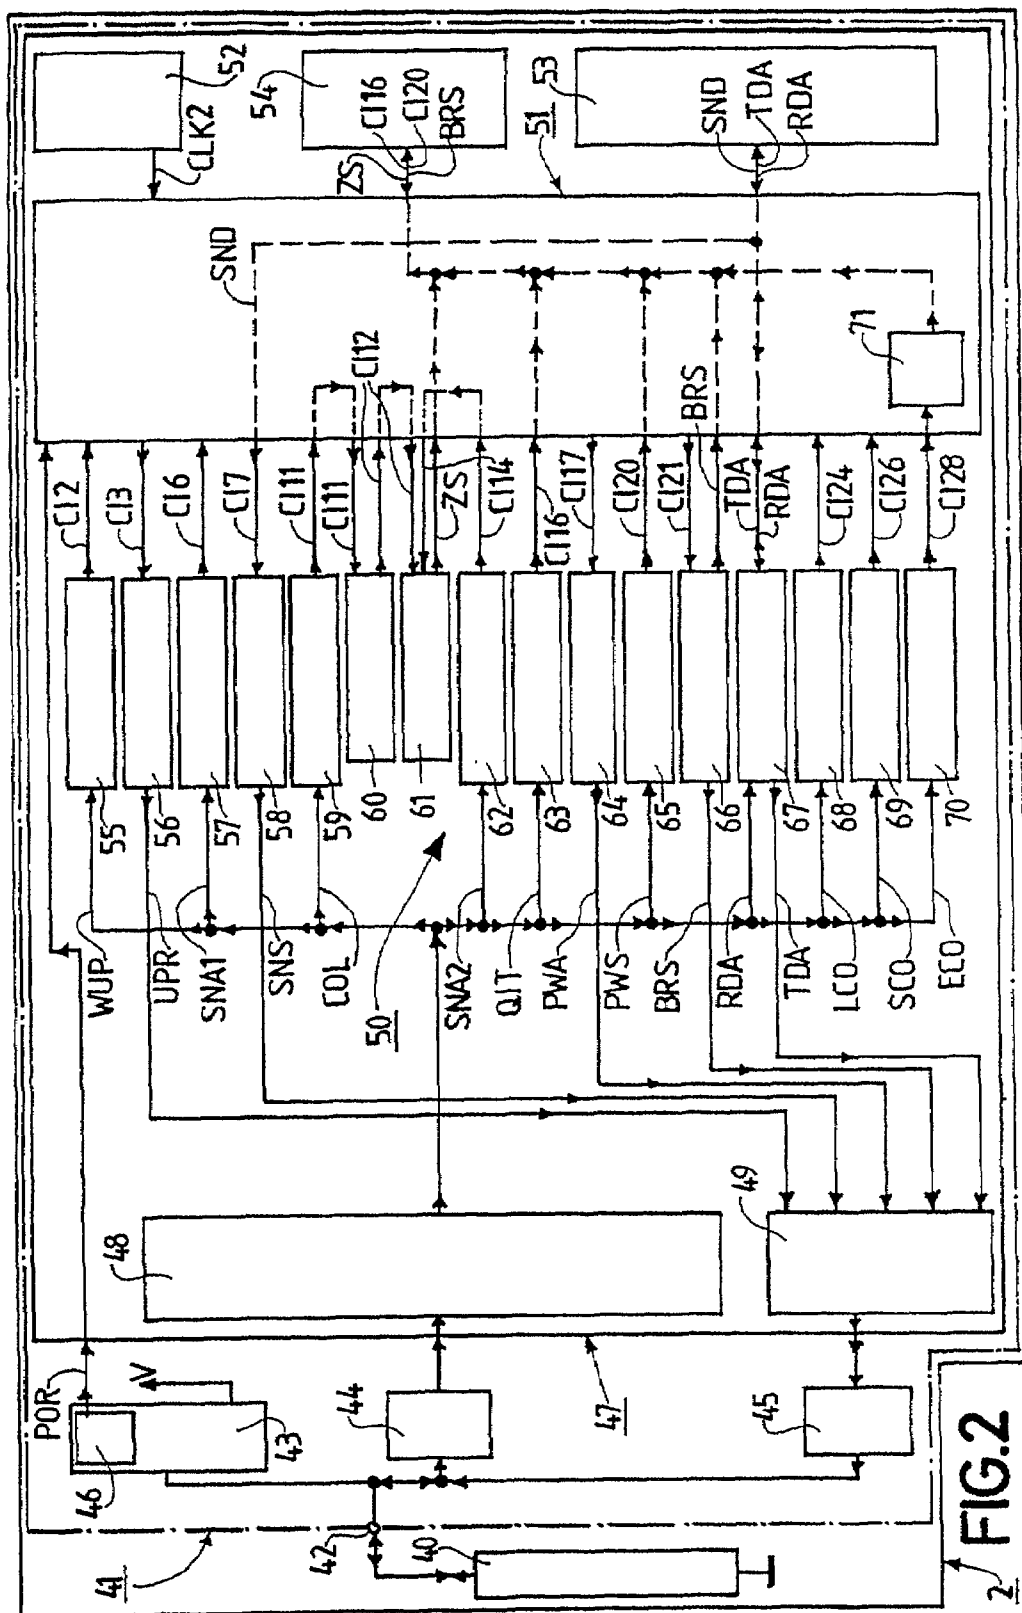 52
CLK2
54
CI16
CI20
BRS
ZS
53
SND
TDA
RDA
51
SND
71
CI2
CI3
CI6
CI7
CI11
CI11
CI12
ZS
CI14
CI16
CI17
CI20
CI21
BRS
TDA
RDA
CI24
CI26
CI28
55
56
57
58
59
60
61
62
63
64
65
66
67
68
69
70
50
WUP
UPR
SNA1
SNS
COL
SNA2
QIT
PWA
PWS
BRS
RDA
TDA
LCO
SCO
ECO
48
49
POR
V
46
43
44
47
45
41
42
40
2
FIG.2